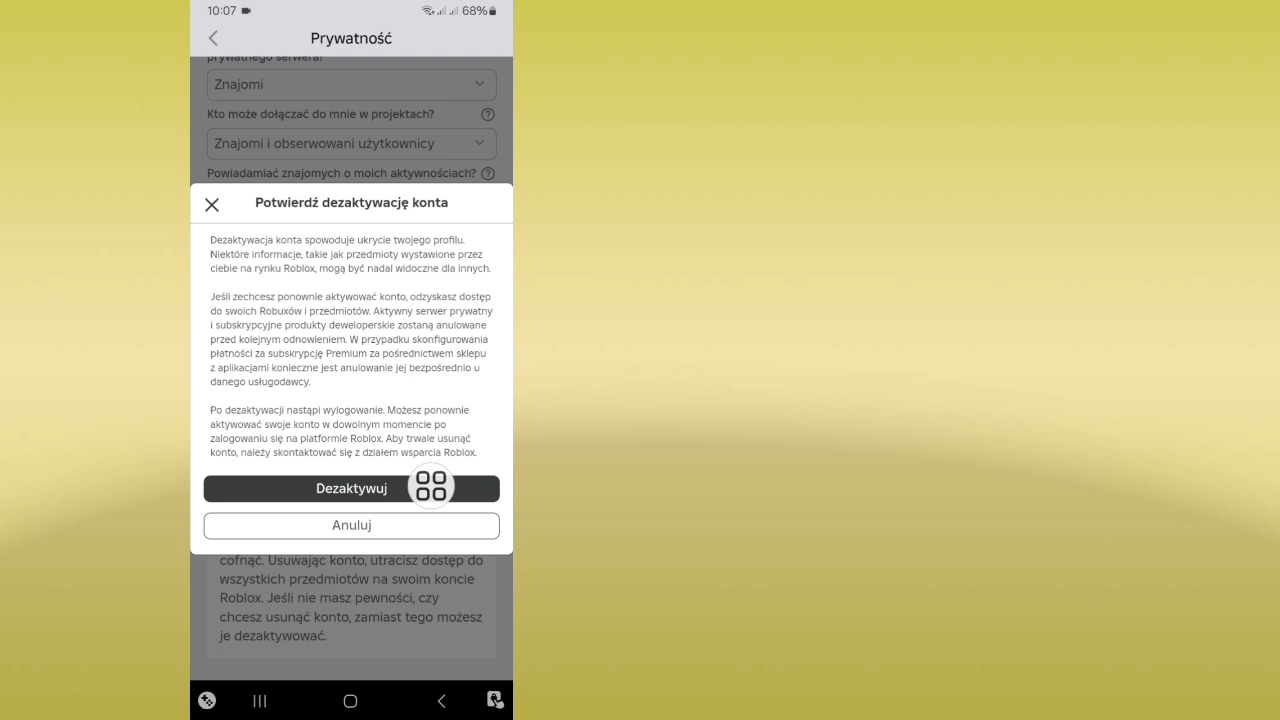 10:07
68%
Prywatność
prywatnego serwera?
Znajomi
Kto może dołączać do mnie w projektach?
Znajomi i obserwowani użytkownicy
Powiadamiać znajomych o moich aktywnościach?
Potwierdź dezaktywację konta
Dezaktywacja konta spowoduje ukrycie twojego profilu.
Niektóre informacje, takie jak przedmioty wystawione przez
ciebie na rynku Roblox, mogą być nadal widoczne dla innych.
Jeśli zechcesz ponownie aktywować konto, odzyskasz dostęp
do swoich Robuxów i przedmiotów. Aktywny serwer prywatny
i subskrypcyjne produkty deweloperskie zostaną anulowane
przed kolejnym odnowieniem. W przypadku skonfigurowania
płatności za subskrypcję Premium za pośrednictwem sklepu
z aplikacjami konieczne jest anulowanie jej bezpośrednio u
danego usługodawcy.
Po dezaktywacji nastąpi wylogowanie. Możesz ponownie
aktywować swoje konto w dowolnym momencie po
zalogowaniu się na platformie Roblox. Aby trwale usunąć
konto, należy skontaktować się z działem wsparcia Roblox.
Dezaktywuj
Anuluj
cofnąć. Usuwając konto, utracisz dostęp do
wszystkich przedmiotów na swoim koncie
Roblox. Jeśli nie masz pewności, czy
chcesz usunąć konto, zamiast tego możesz
je dezaktywować.